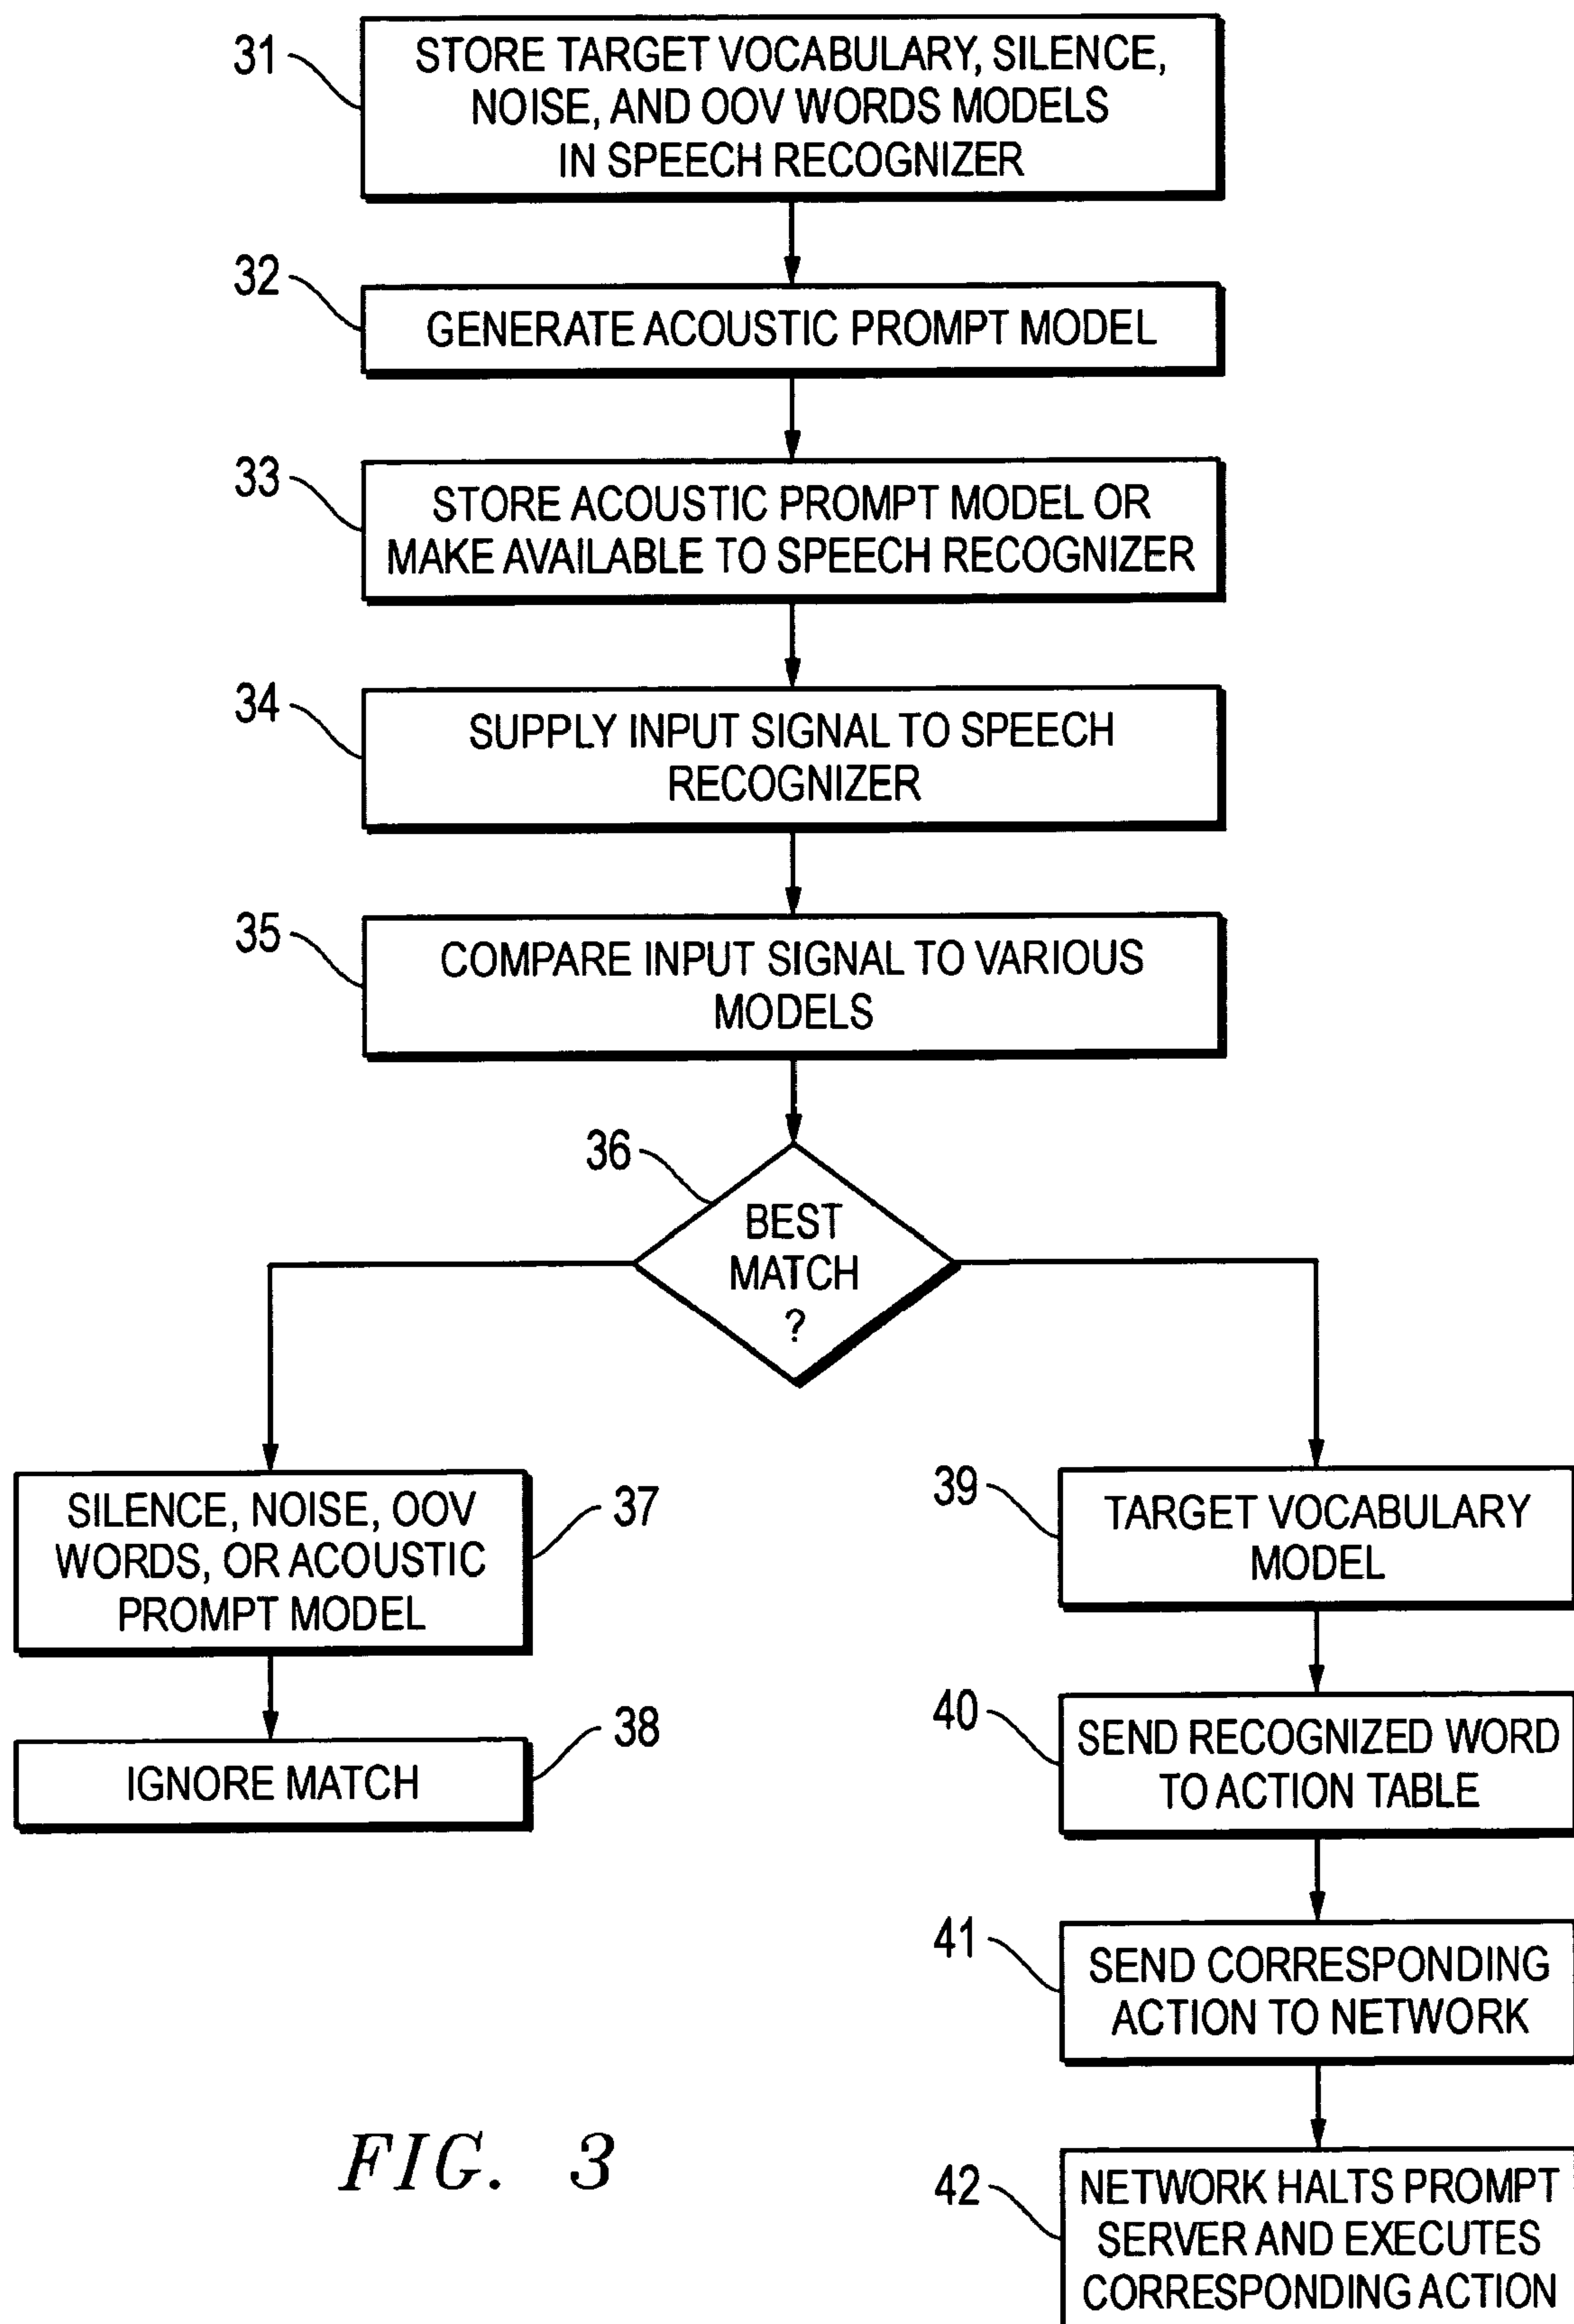 31
STORE TARGET VOCABULARY, SILENCE,
NOISE, AND OOV WORDS MODELS
IN SPEECH RECOGNIZER
32
GENERATE ACOUSTIC PROMPT MODEL
33
STORE ACOUSTIC PROMPT MODEL OR
MAKE AVAILABLE TO SPEECH RECOGNIZER
34
SUPPLY INPUT SIGNAL TO SPEECH
RECOGNIZER
35
COMPARE INPUT SIGNAL TO VARIOUS
MODELS
36
BEST
MATCH
?
SILENCE, NOISE, OOV
WORDS, OR ACOUSTIC
PROMPT MODEL
37
IGNORE MATCH
38
39
TARGET VOCABULARY
MODEL
40
SEND RECOGNIZED WORD
TO ACTION TABLE
41
SEND CORRESPONDING
ACTION TO NETWORK
42
NETWORK HALTS PROMPT
SERVER AND EXECUTES
CORRESPONDING ACTION
FIG. 3